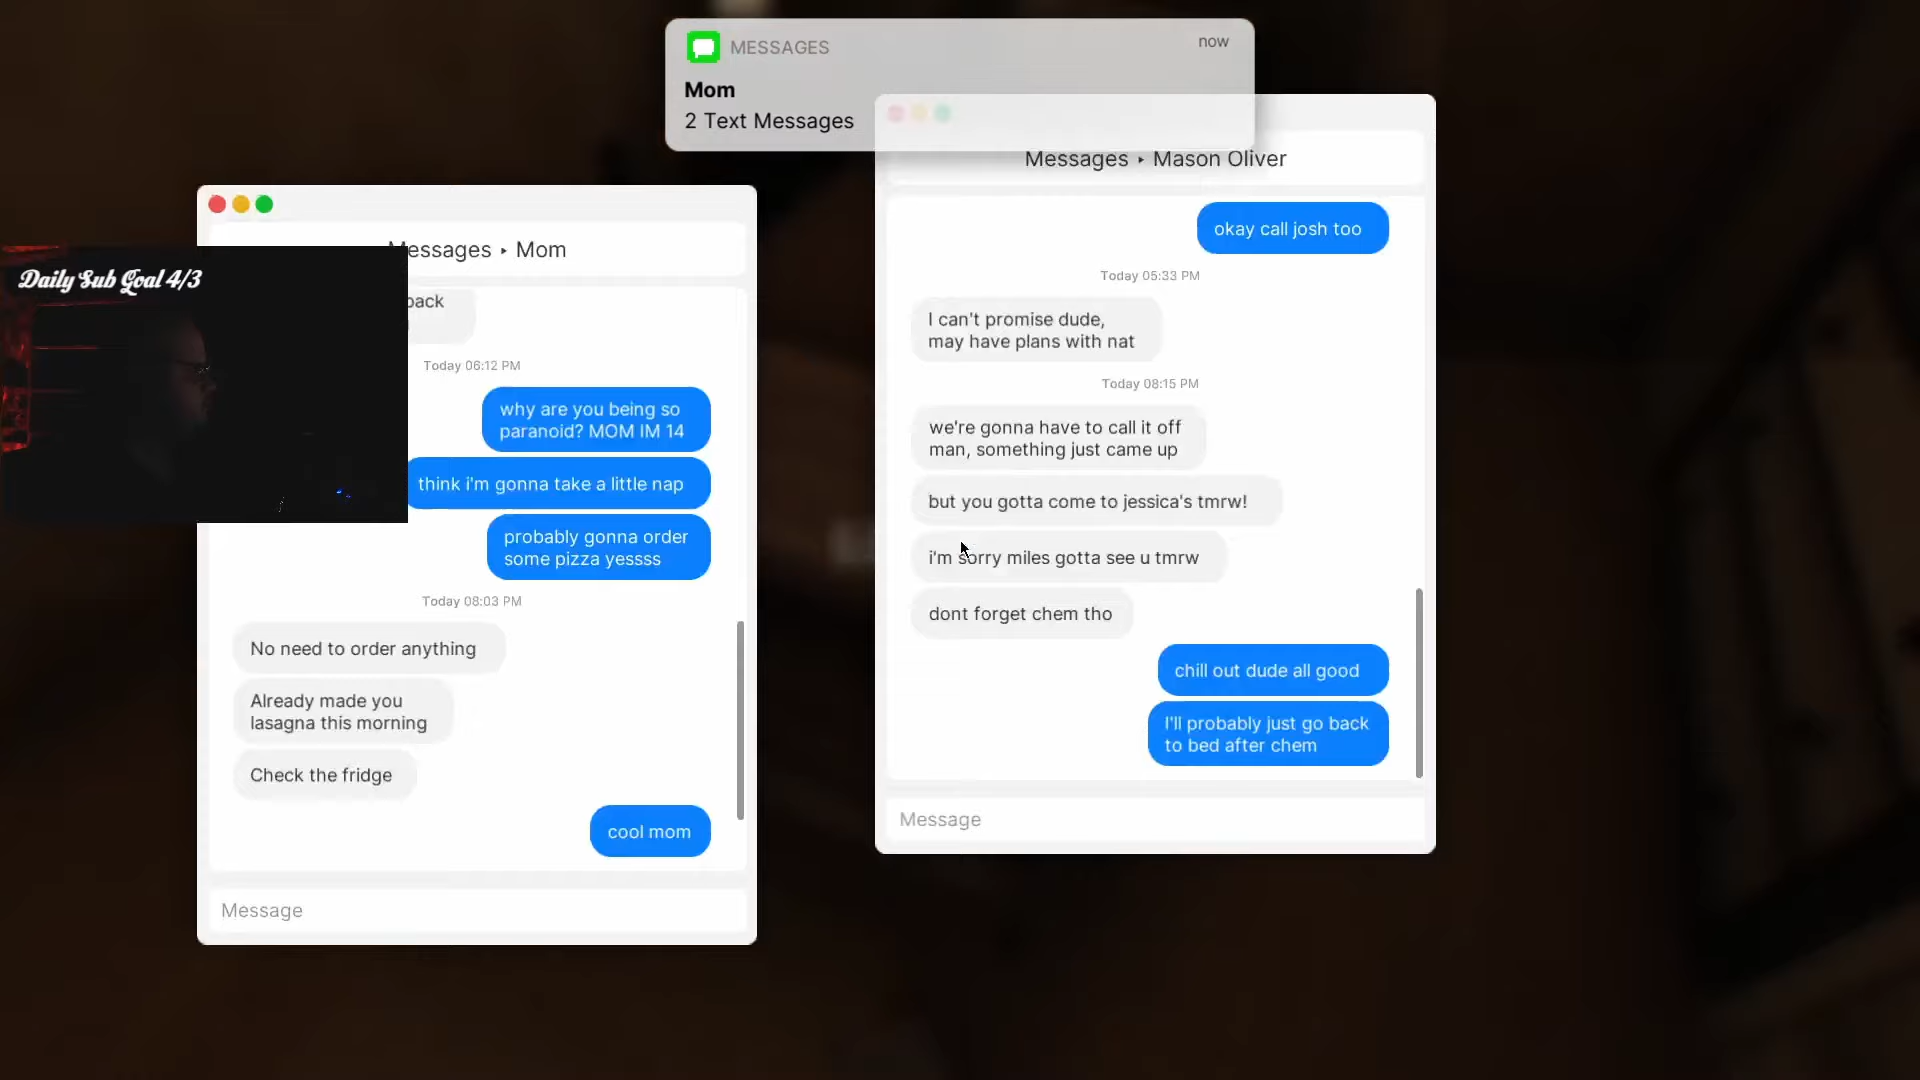 MESSAGES
now
Mom
2 Text Messages
Daily Sub Goal 4/3
essages ▸ Mom
back
Today 06:12 PM
why are you being so
paranoid? MOM IM 14
think i'm gonna take a little nap
probably gonna order
some pizza yessss
Today 08:03 PM
No need to order anything
Already made you
lasagna this morning
Check the fridge
cool mom
Message
Messages ▸ Mason Oliver
okay call josh too
Today 05:33 PM
I can't promise dude,
may have plans with nat
Today 08:15 PM
we're gonna have to call it off
man, something just came up
but you gotta come to jessica's tmrw!
i'm sorry miles gotta see u tmrw
dont forget chem tho
chill out dude all good
I'll probably just go back
to bed after chem
Message